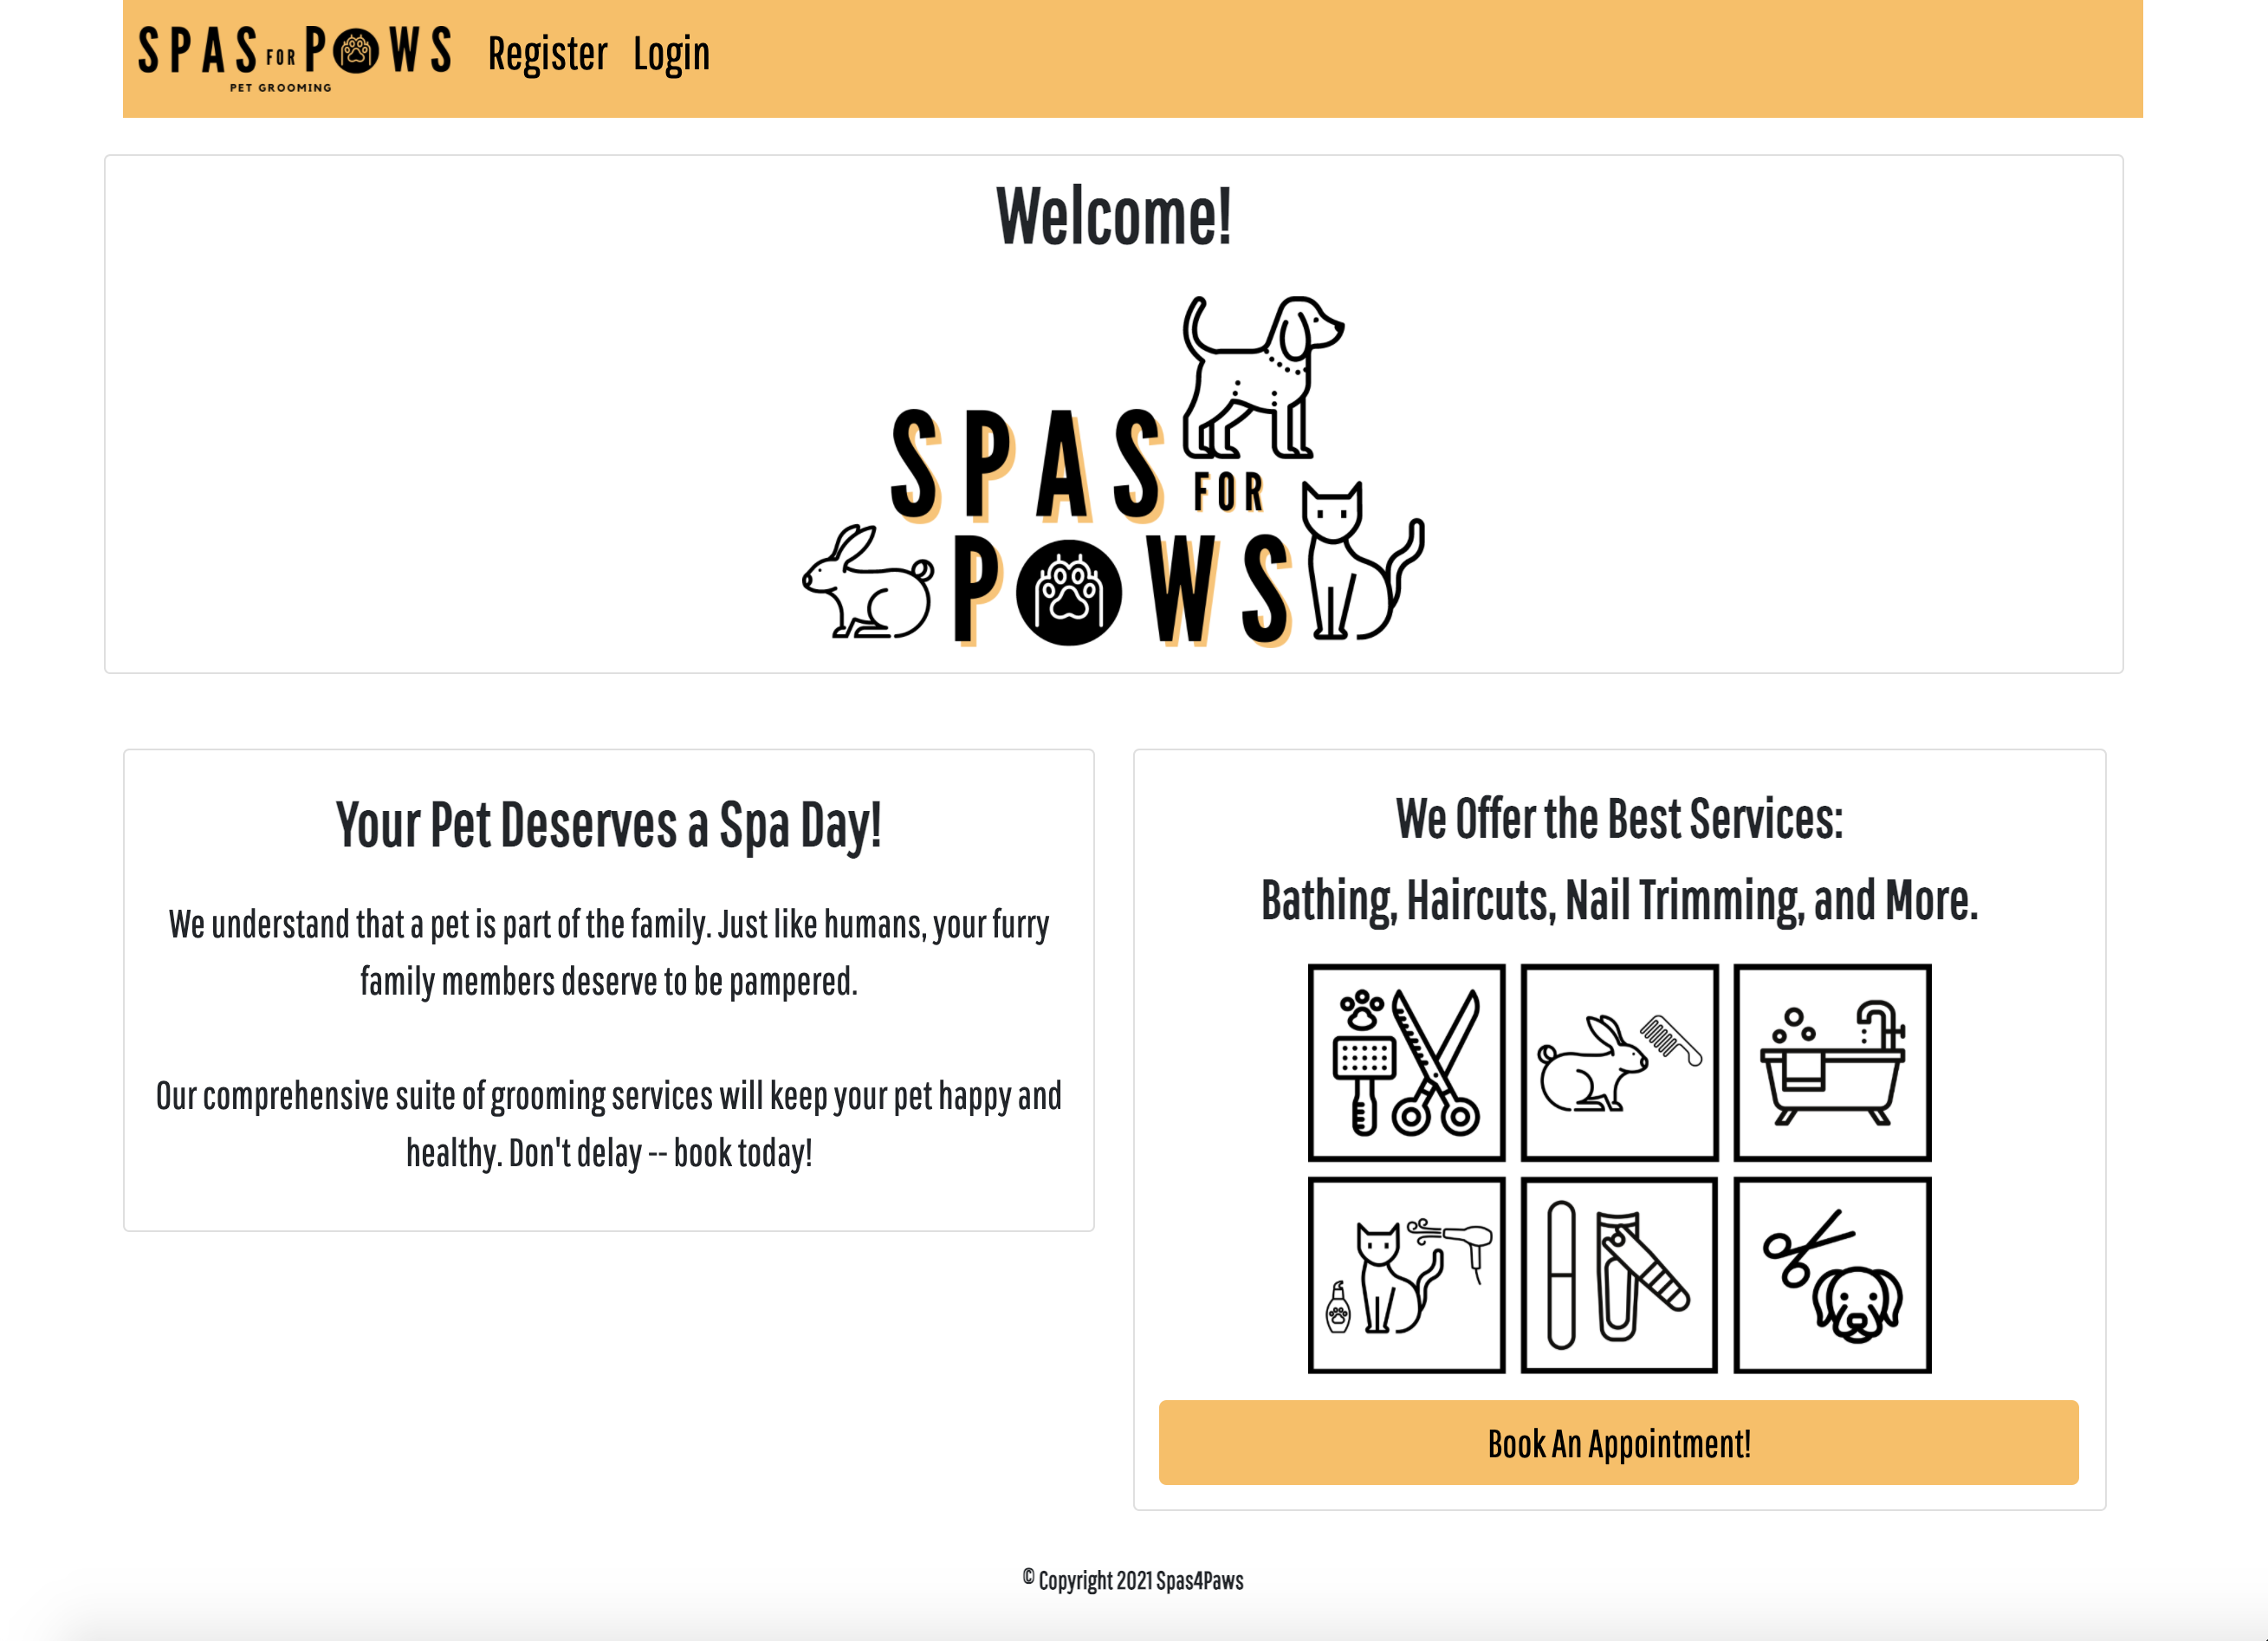 SPAS FOR PAWS Register Login
PET GROOMING
Welcome!
SPAS
FOR
PAWS
Your Pet Deserves a Spa Day!
We understand that a pet is part of the family. Just like humans, your furry
family members deserve to be pampered.
Our comprehensive suite of grooming services will keep your pet happy and
healthy. Don't delay -- book today!
We Offer the Best Services:
Bathing, Haircuts, Nail Trimming, and More.
Book An Appointment!
© Copyright 2021 Spas4Paws